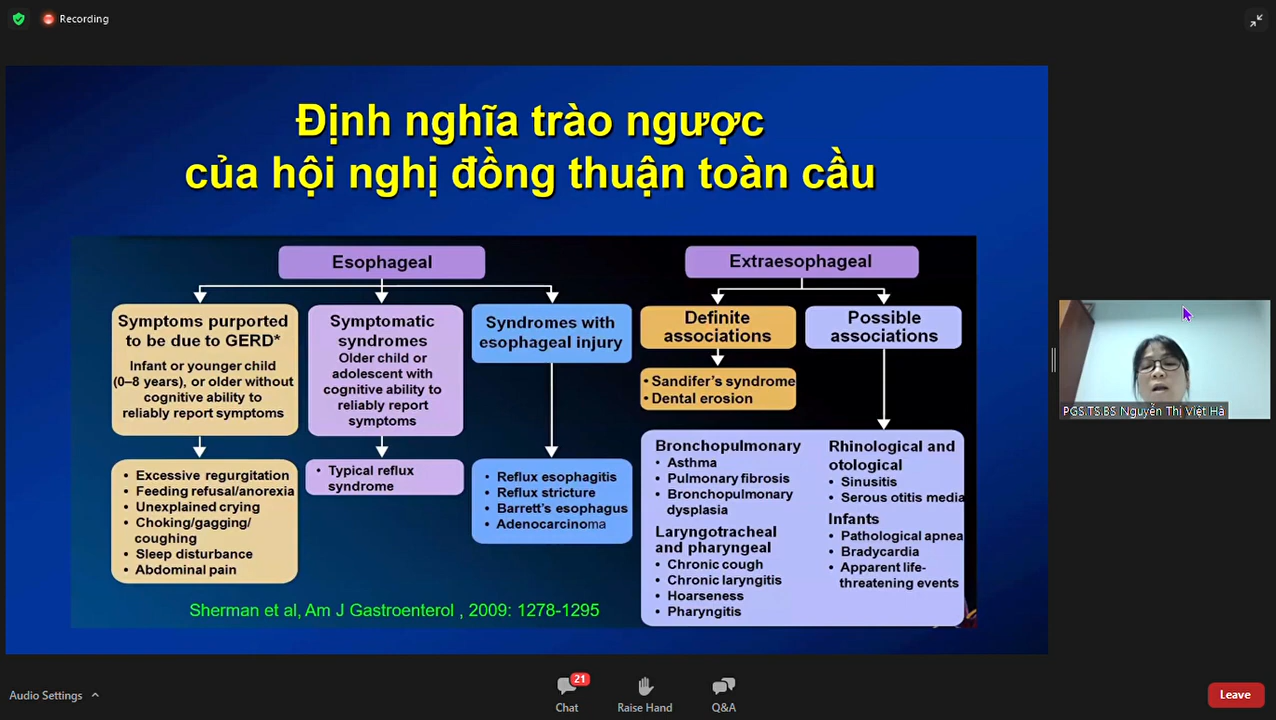 Recording
Định nghĩa trào ngược
của hội nghị đồng thuận toàn cầu
Esophageal
Symptoms purported
to be due to GERD*
Infant or younger child
(0–8 years), or older without
cognitive ability to
reliably report symptoms
• Excessive regurgitation
• Feeding refusal/anorexia
• Unexplained crying
• Choking/gagging/
coughing
• Sleep disturbance
• Abdominal pain
Symptomatic
syndromes
Older child or
adolescent with
cognitive ability to
reliably report
symptoms
• Typical reflux
syndrome
Syndromes with
esophageal injury
• Reflux esophagitis
• Reflux stricture
• Barrett's esophagus
• Adenocarcinoma
Extraesophageal
Definite
associations
• Sandifer's syndrome
• Dental erosion
Possible
associations
Bronchopulmonary
• Asthma
• Pulmonary fibrosis
• Bronchopulmonary
dysplasia
Laryngotracheal
and pharyngeal
• Chronic cough
• Chronic laryngitis
• Hoarseness
• Pharyngitis
Rhinological and
otological
• Sinusitis
• Serous otitis media
Infants
• Pathological apnea
• Bradycardia
• Apparent life-
threatening events
Sherman et al, Am J Gastroenterol , 2009: 1278-1295
PGS.TS.BS Nguyễn Thị Việt Hà
Audio Settings
21
Chat
Raise Hand
Q&A
Leave